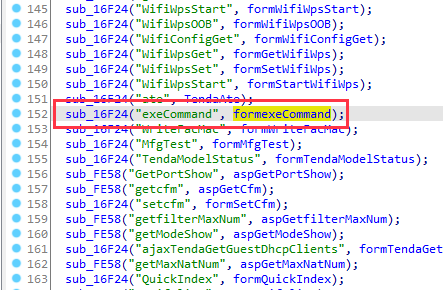 145 sub_16F24("WifiWpsStart", formWifiWpsStart);
146 sub_16F24("WifiWpsOOB", formWifiWpsOOB);
147 sub_16F24("WifiConfigGet", formWifiConfigGet);
148 sub_16F24("WifiWpsGet", formGetWifiWps);
149 sub_16F24("WifiWpsSet", formSetWifiWps);
150 sub_16F24("WifiWpsStart", formStartWifiWps);
151 sub_16F24("ate", TendaAte);
152 sub_16F24("exeCommand", formexeCommand);
153 sub_16F24("WriteFacMac", formWriteFacMac);
154 sub_16F24("MfgTest", formMfgTest);
155 sub_16F24("TendaModelStatus", formTendaModelStatus);
156 sub_FE58("GetPortShow", aspGetPortShow);
157 sub_FE58("getcfm", aspGetCfm);
158 sub_16F24("setcfm", formSetCfm);
159 sub_FE58("getfilterMaxNum", aspGetfilterMaxNum);
160 sub_FE58("getModeShow", aspGetModeShow);
161 sub_16F24("ajaxTendaGetGuestDhcpClients", formTendaGet
162 sub_FE58("getMaxNatNum", aspGetMaxNatNum);
163 sub_16F24("QuickIndex", formQuickIndex);